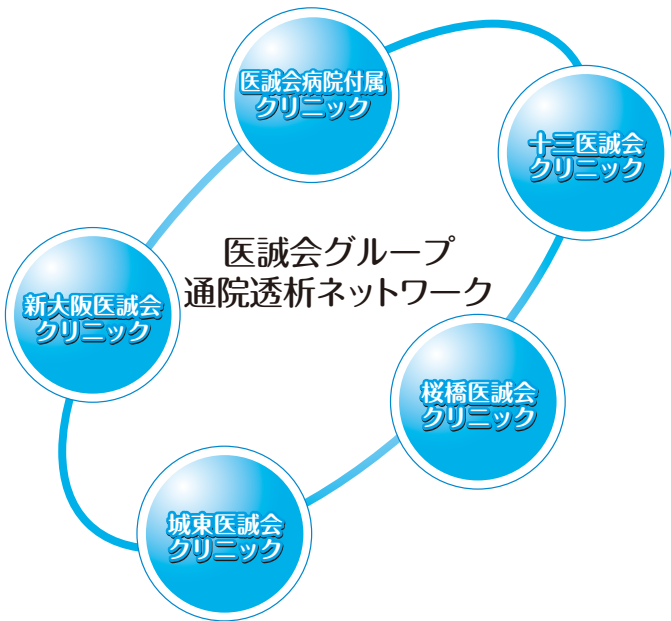 医誠会病院付属
クリニック
十三医誠会
クリニック
医誠会グループ
通院透析ネットワーク
新大阪医誠会
クリニック
桜橋医誠会
クリニック
城東医誠会
クリニック